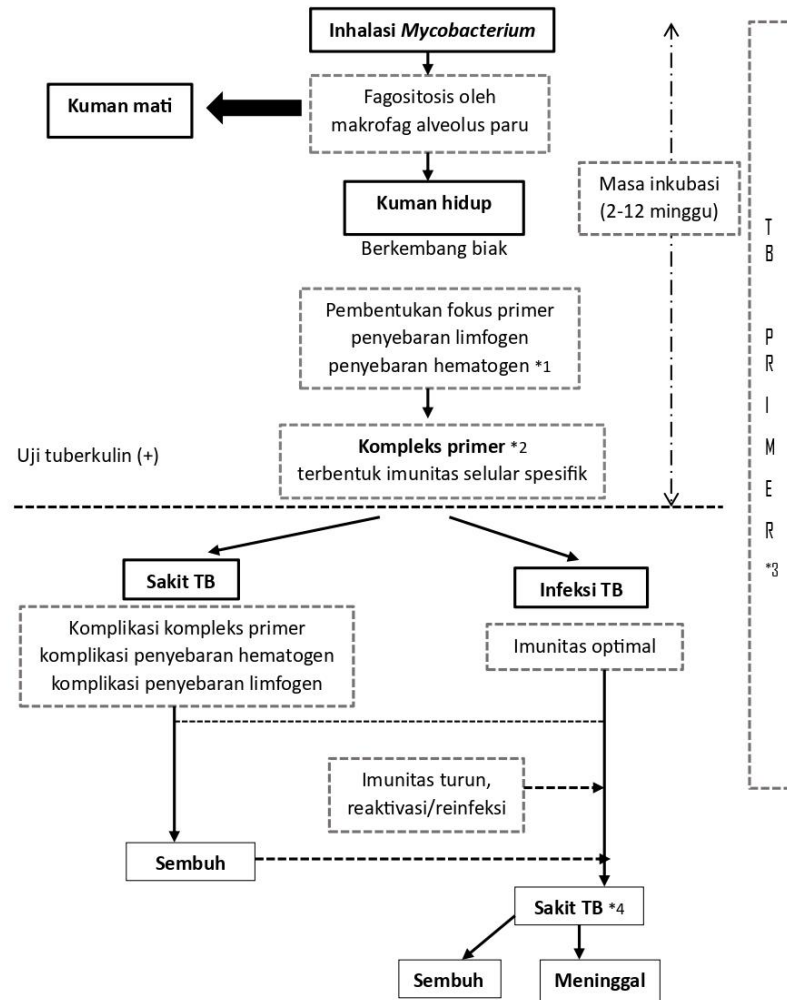 Inhalasi Mycobacterium
Kuman mati
Fagositosis oleh
makrofag alveolus paru
Kuman hidup
Berkembang biak
Masa inkubasi
(2-12 minggu)
TB PRIMER
*3
Pembentukan fokus primer
penyebaran limfogen
penyebaran hematogen *1
Uji tuberkulin (+)
Kompleks primer *2
terbentuk imunitas selular spesifik
Sakit TB
Infeksi TB
Komplikasi kompleks primer
komplikasi penyebaran hematogen
komplikasi penyebaran limfogen
Imunitas optimal
Imunitas turun,
reaktivasi/reinfeksi
Sembuh
Sakit TB *4
Sembuh
Meninggal